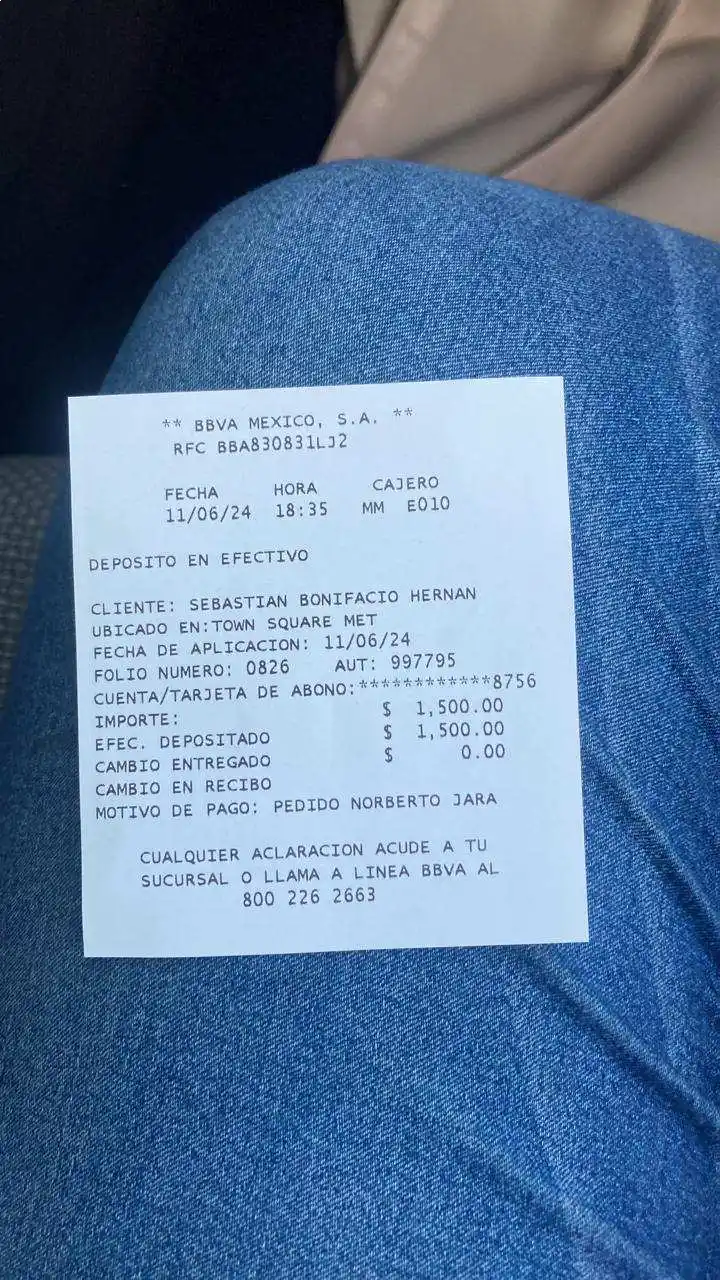 ** BBVA MEXICO, S.A. **
RFC BBA830831LJ2
FECHA HORA CAJERO
11/06/24 18:35 MM E010
DEPOSITO EN EFECTIVO
CLIENTE: SEBASTIAN BONIFACIO HERNAN
UBICADO EN:TOWN SQUARE MET
FECHA DE APLICACION: 11/06/24
FOLIO NUMERO: 0826 AUT: 997795
CUENTA/TARJETA DE ABONO:************8756
IMPORTE: $ 1,500.00
EFEC. DEPOSITADO $ 1,500.00
CAMBIO ENTREGADO $ 0.00
CAMBIO EN RECIBO
MOTIVO DE PAGO: PEDIDO NORBERTO JARA
CUALQUIER ACLARACION ACUDE A TU
SUCURSAL O LLAMA A LINEA BBVA AL
800 226 2663